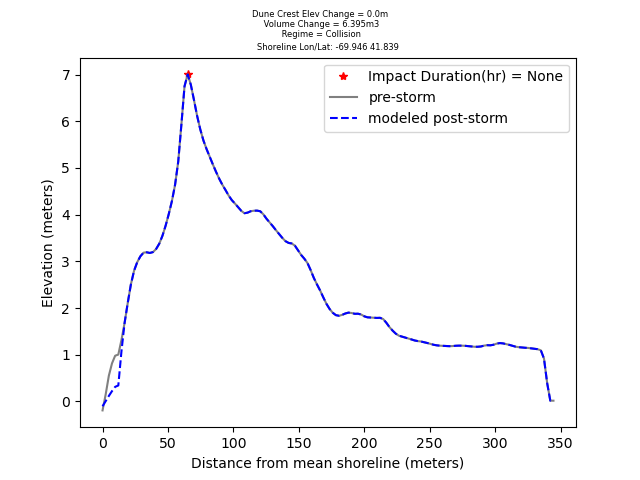 Dune Crest Elev Change = 0.0m
Volume Change = 6.395m3
Regime = Collision
Shoreline Lon/Lat: -69.946 41.839
Impact Duration(hr) = None
pre-storm
modeled post-storm
Elevation (meters)
7
6
5
4
3
2
1
0
0 50 100 150 200 250 300 350
Distance from mean shoreline (meters)